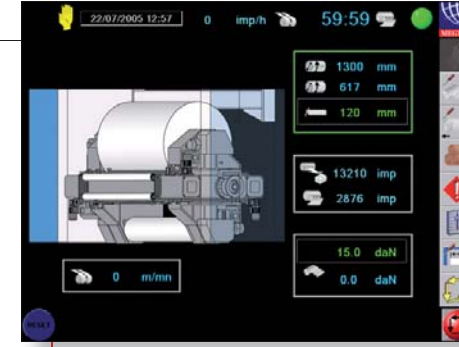 22/07/2005 12:57 0 imp/h 59:59
1300 mm
617 mm
120 mm
13210 imp
2876 imp
15.0 daN
0 m/mn 0.0 daN
RESET